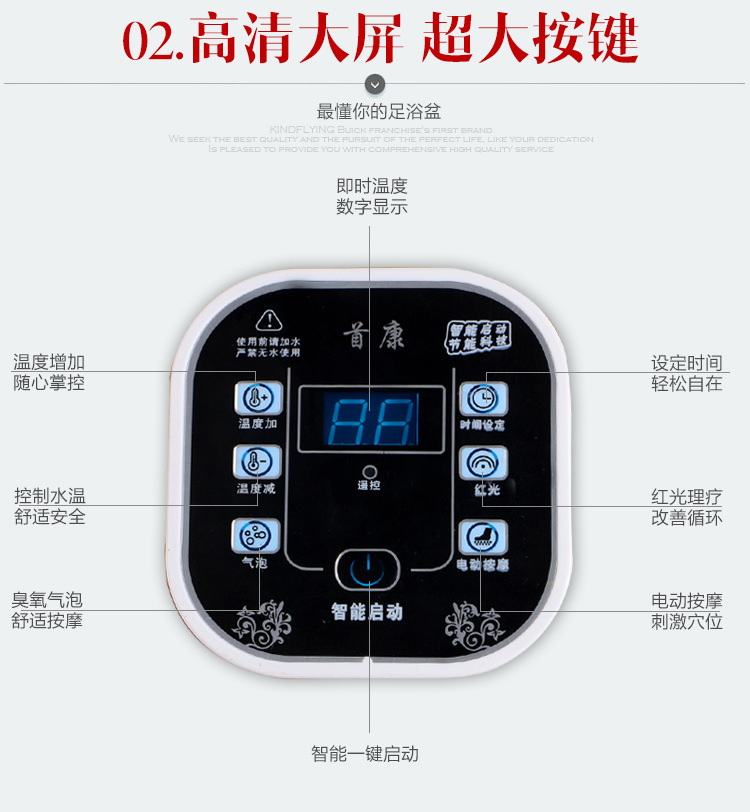 02.高清大屏 超大按键
最懂你的足浴盆
KINDFLYING BUICK FRANCHISE'S FIRST BRAND
WE SEEK THE BEST QUALITY AND THE PURSUIT OF THE PERFECT LIFE, LIKE YOUR DEDICATION
IS PLEASED TO PROVIDE YOU WITH COMPREHENSIVE HIGH QUALITY SERVICE
即时温度
数字显示
使用前请加水
严禁无水使用
首康
智能启动
节能科技
温度增加
随心掌控
设定时间
轻松自在
温度加
88
时间设定
遥控
温度减
红光
控制水温
舒适安全
红光理疗
改善循环
气泡
电动按摩
智能启动
臭氧气泡
舒适按摩
电动按摩
刺激穴位
智能一键启动